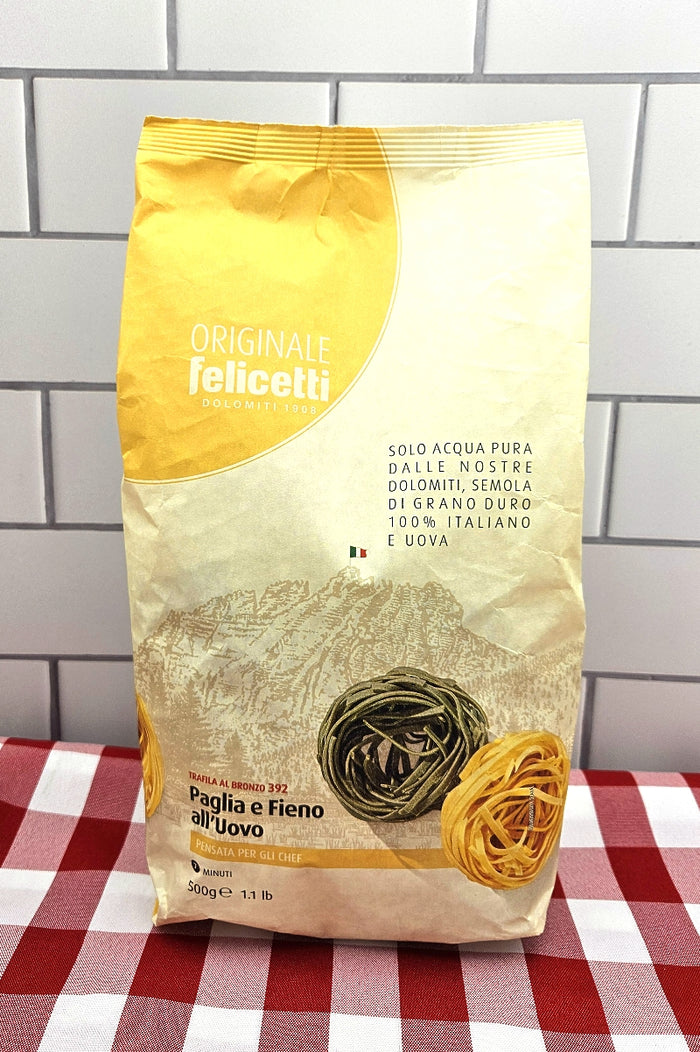 ORIGINALE
felicetti
DOLOMITI 1908
SOLO ACQUA PURA
DALLE NOSTRE
DOLOMITI, SEMOLA
DI GRANO DURO
100% ITALIANO
E UOVA
TRAFILA AL BRONZO 392
Paglia e Fieno
all'Uovo
PENSATA PER GLI CHEF
MINUTI
500g℮ 1.1 lb